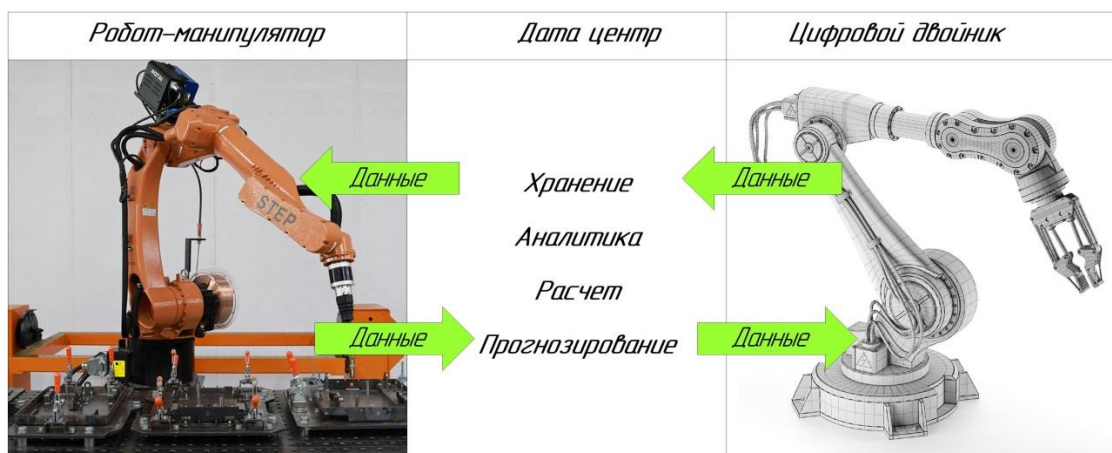 Робот-манипулятор
Дата центр
Цифровой двойник
Данные
Данные
Хранение
STEP
Аналитика
Расчет
Данные
Прогнозирование
Данные